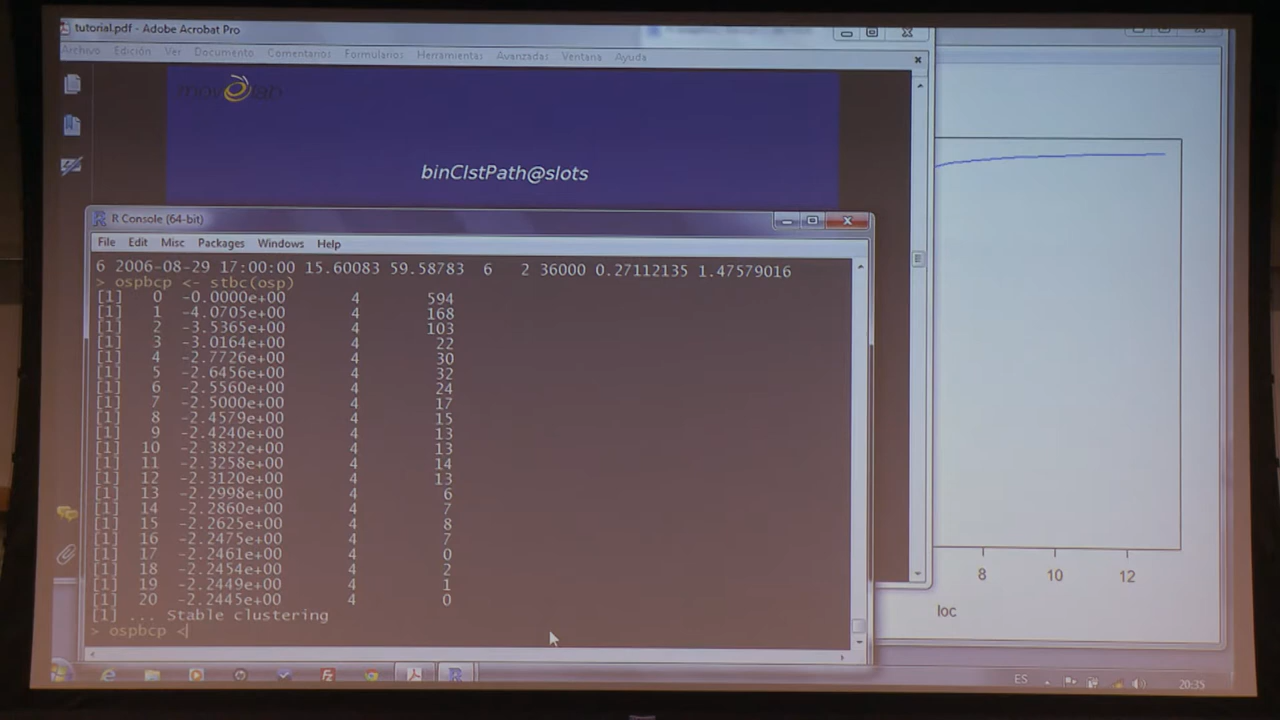 tutorial.pdf - Adobe Acrobat Pro
Archivo Edición Ver Documento Comentarios Formularios Herramientas Avanzadas Ventana Ayuda
binClstPath@slots
R Console (64-bit)
File Edit Misc Packages Windows Help
6 2006-08-29 17:00:00 15.60083 59.58783 6 2 36000 0.27112135 1.47579016
> ospbcp <- stbc(osp)
[1] 0 -0.0000e+00 4 594
[1] 1 -4.0705e+00 4 168
[1] 2 -3.5365e+00 4 103
[1] 3 -3.0164e+00 4 22
[1] 4 -2.7726e+00 4 30
[1] 5 -2.6456e+00 4 32
[1] 6 -2.5560e+00 4 24
[1] 7 -2.5000e+00 4 17
[1] 8 -2.4579e+00 4 15
[1] 9 -2.4240e+00 4 13
[1] 10 -2.3822e+00 4 13
[1] 11 -2.3258e+00 4 14
[1] 12 -2.3120e+00 4 13
[1] 13 -2.2998e+00 4 6
[1] 14 -2.2860e+00 4 7
[1] 15 -2.2625e+00 4 8
[1] 16 -2.2475e+00 4 7
[1] 17 -2.2461e+00 4 0
[1] 18 -2.2454e+00 4 2
[1] 19 -2.2449e+00 4 1
[1] 20 -2.2445e+00 4 0
[1] ... Stable clustering
> ospbcp <
8 10 12
loc
ES 20:35